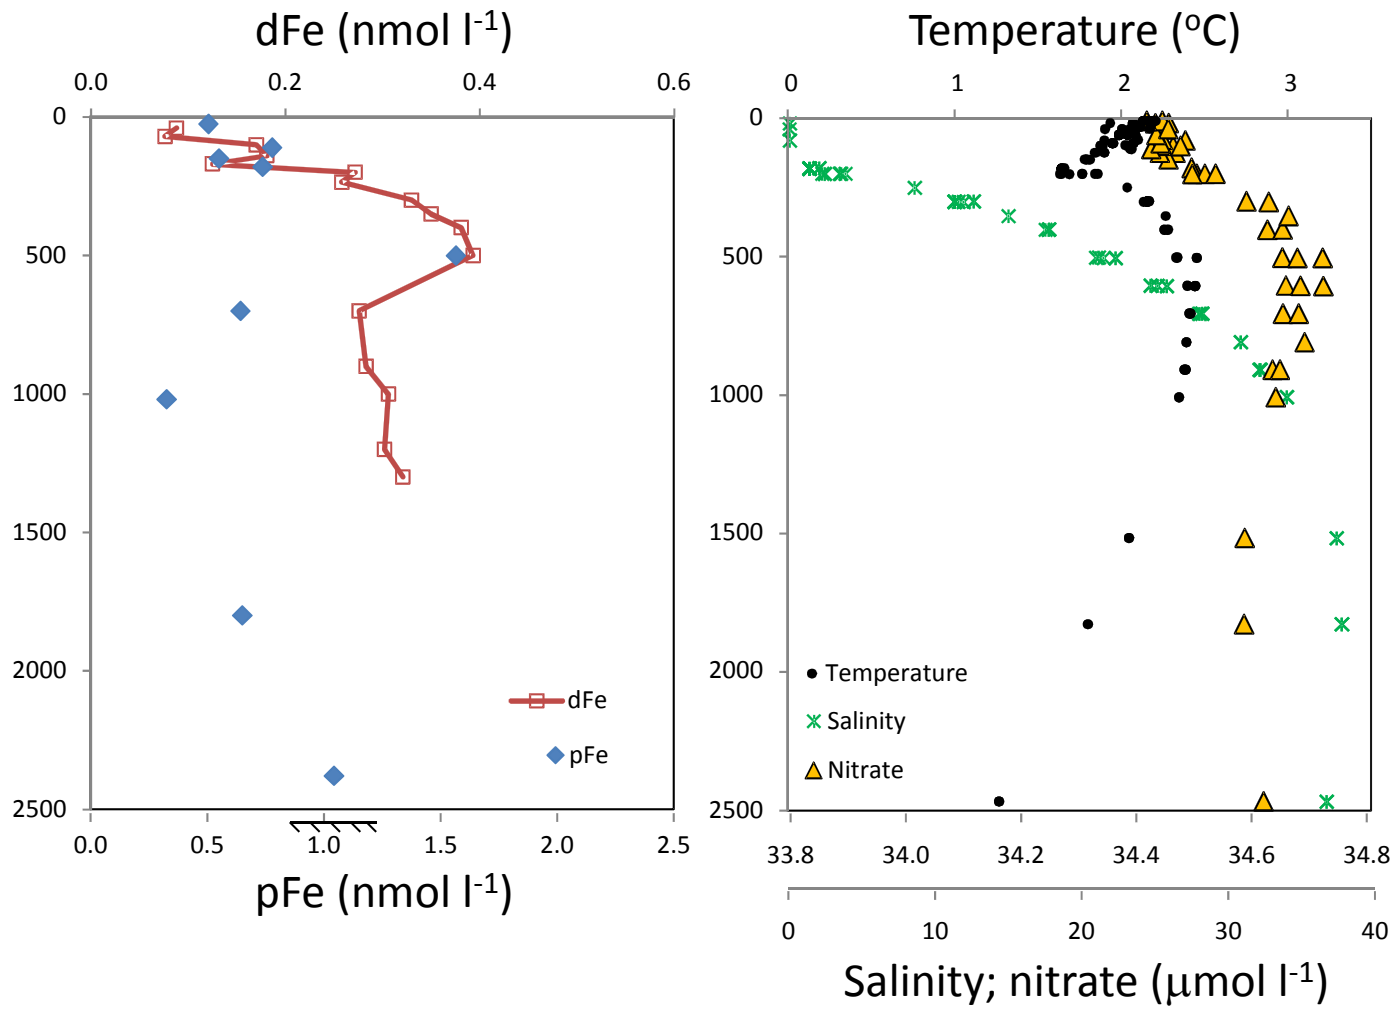 dFe (nmol l-1)
0.0 0.2 0.4 0.6
0
500
1000
1500
2000
2500
dFe
pFe
0.0 0.5 1.0 1.5 2.0 2.5
pFe (nmol l-1)
Temperature (oC)
0 1 2 3
0
500
1000
1500
2000
2500
Temperature
Salinity
Nitrate
33.8 34.0 34.2 34.4 34.6 34.8
0 10 20 30 40
Salinity; nitrate (μmol l-1)